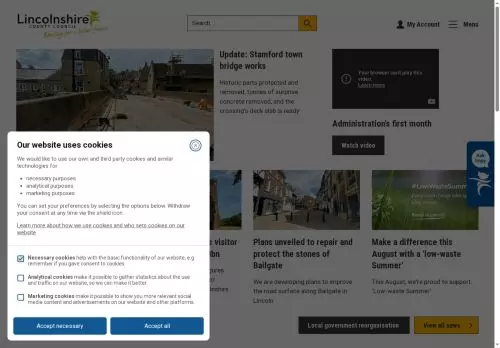 Lincolnshire
COUNTY COUNCIL
Working for a better future
Search
My Account
Menu
Update: Stamford town
bridge works
Historic parts protected and
removed, tonnes of surprise
concrete removed, and the
crossing's deck slab is ready
Your browser can't play this
video.
Learn more
Administration's first month
Watch video
Ask
Our website uses cookies
We would like to use our own and third party cookies and similar
technologies for:
necessary purposes
analytical purposes
marketing purposes
You can set your preferences by selecting the options below. Withdraw
your consent at any time via the shield icon.
Learn more about how we use cookies and who sets cookies on our
website
Necessary cookies help with the basic functionality of our website, e.g
remember if you gave consent to cookies.
Analytical cookies make it possible to gather statistics about the use
and traffic on our website, so we can make it better.
Marketing cookies make it possible to show you more relevant social
media content and advertisements on our website and other platforms.
Accept necessary
Accept all
s visitor
Plans unveiled to repair and
protect the stones of
Bailgate
We are developing plans to improve
the road surface along Bailgate in
Lincoln
#LowWasteSummer
Make a difference this
August with a 'low-waste
Summer'
This August, we're proud to support
'Low-waste Summer'
Local government reorganisation
View all news